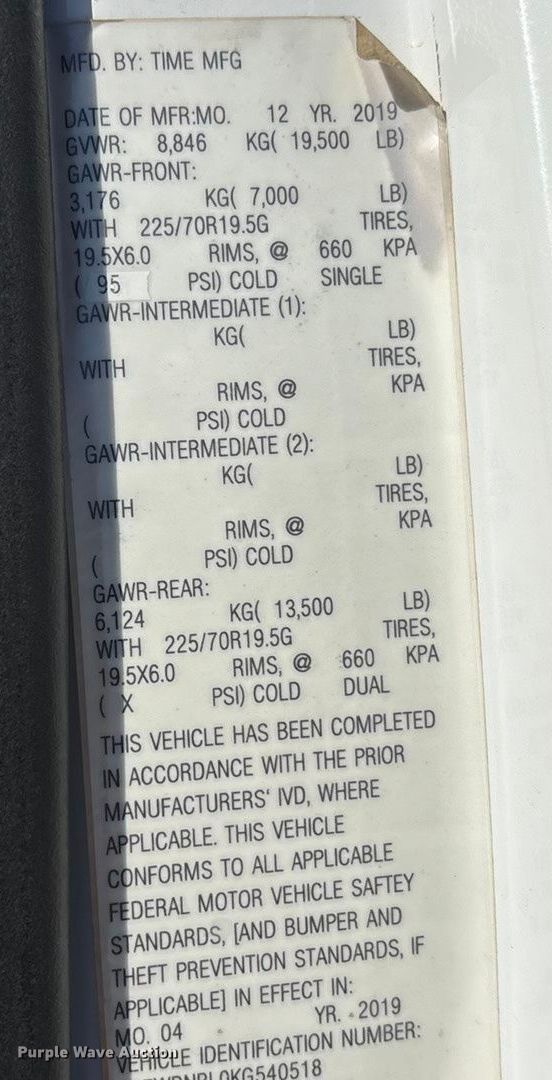 MFD. BY: TIME MFG
DATE OF MFR:MO. 12 YR. 2019
GVWR: 8,846 KG( 19,500 LB)
GAWR-FRONT:
3,176 KG( 7,000 LB)
WITH 225/70R19.5G TIRES,
19.5X6.0 RIMS, @ 660 KPA
( 95 PSI) COLD SINGLE
GAWR-INTERMEDIATE (1):
KG( LB)
WITH TIRES,
RIMS, @ KPA
( PSI) COLD
GAWR-INTERMEDIATE (2):
KG( LB)
WITH TIRES,
RIMS, @ KPA
( PSI) COLD
GAWR-REAR:
6,124 KG( 13,500 LB)
WITH 225/70R19.5G TIRES,
19.5X6.0 RIMS, @ 660 KPA
( X PSI) COLD DUAL
THIS VEHICLE HAS BEEN COMPLETED
IN ACCORDANCE WITH THE PRIOR
MANUFACTURERS' IVD, WHERE
APPLICABLE. THIS VEHICLE
CONFORMS TO ALL APPLICABLE
FEDERAL MOTOR VEHICLE SAFTEY
STANDARDS, [AND BUMPER AND
THEFT PREVENTION STANDARDS, IF
APPLICABLE] IN EFFECT IN:
MO. 04 YR. 2019
VEHICLE IDENTIFICATION NUMBER:
Purple Wave Auction